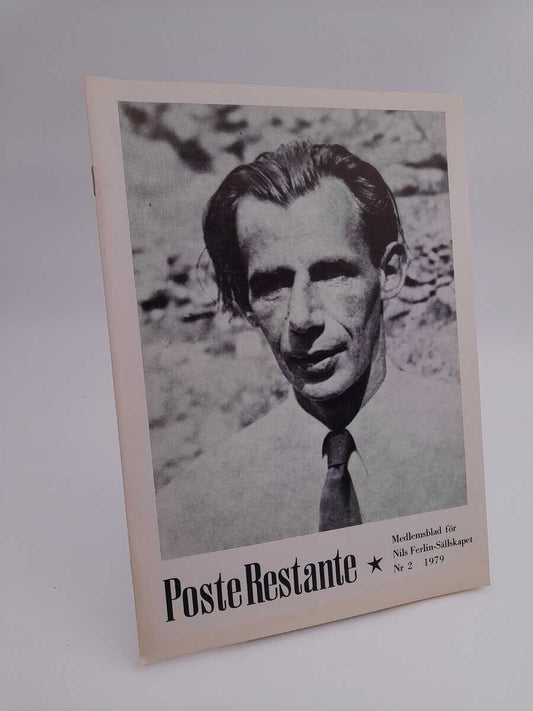 Poste Restante ★
Medlemsblad för
Nils Ferlin-Sällskapet
Nr 2 1979